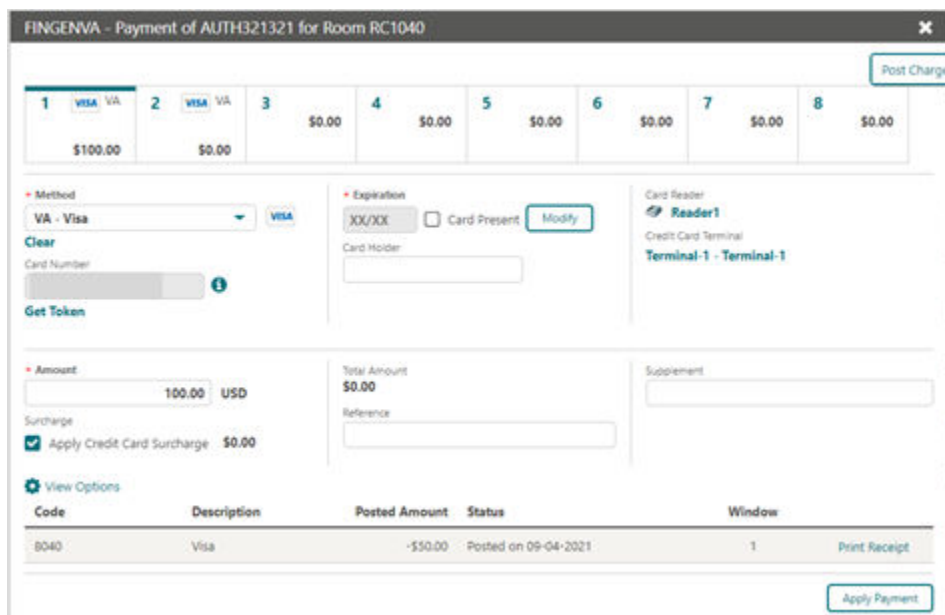 FINGENVA - Payment of AUTH321321 for Room RC1040
Post Charge
1 VISA VA 2 VISA VA 3 4 5 6 7 8
$0.00 $0.00 $0.00 $0.00 $0.00 $0.00
$100.00 $0.00
* Method
VA - Visa VISA
Clear
Card Number
Get Token
* Expiration
XX/XX Card Present Modify
Card Holder
Card Reader
Reader1
Credit Card Terminal
Terminal-1 - Terminal-1
* Amount
100.00 USD
Surcharge
Apply Credit Card Surcharge $0.00
Total Amount
$0.00
Reference
Supplement
View Options
Code Description Posted Amount Status Window
8040 Visa -$50.00 Posted on 09-04-2021 1 Print Receipt
Apply Payment